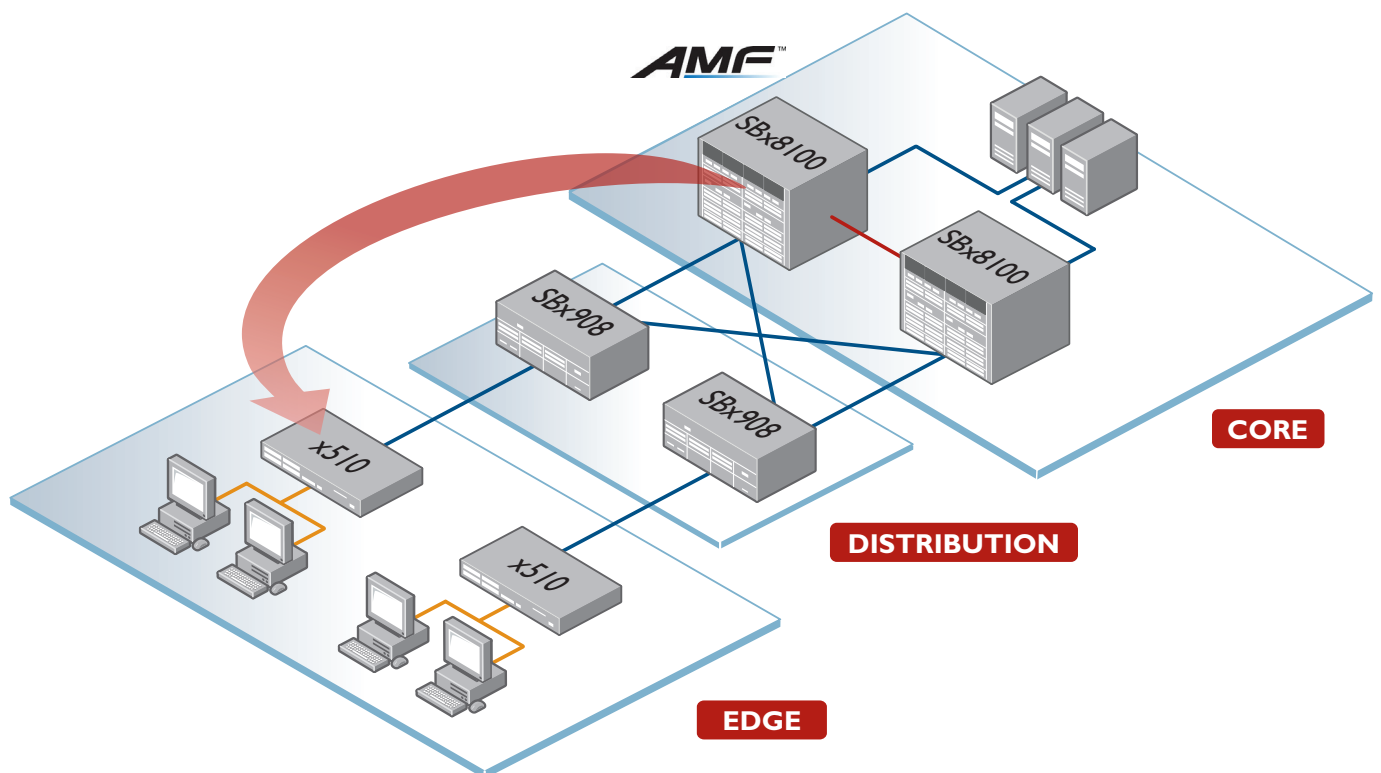 AMF™
SBx8100
SBx8100
SBx908
SBx908
CORE
x510
DISTRIBUTION
x510
EDGE